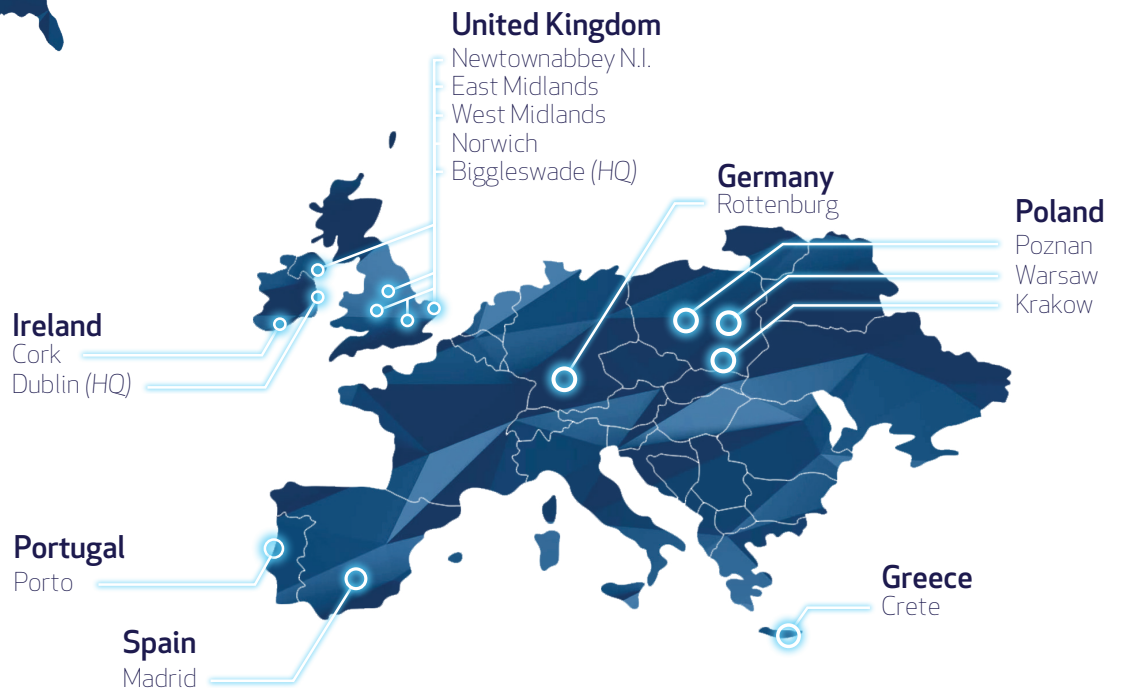 United Kingdom
Newtownabbey N.I.
East Midlands
West Midlands
Norwich
Biggleswade (HQ)
Germany
Rottenburg
Poland
Poznan
Warsaw
Krakow
Ireland
Cork
Dublin (HQ)
Portugal
Porto
Greece
Crete
Spain
Madrid